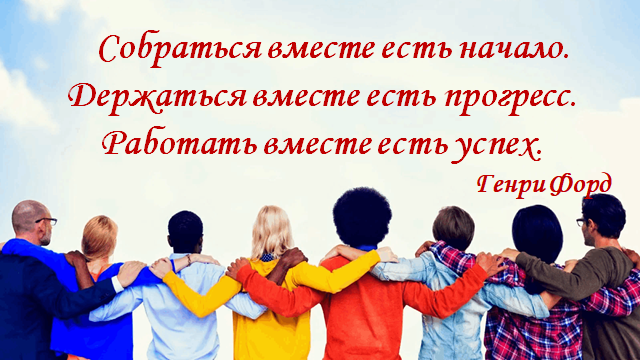 Собраться вместе есть начало.
Держаться вместе есть прогресс.
Работать вместе есть успех.
Генри Форд